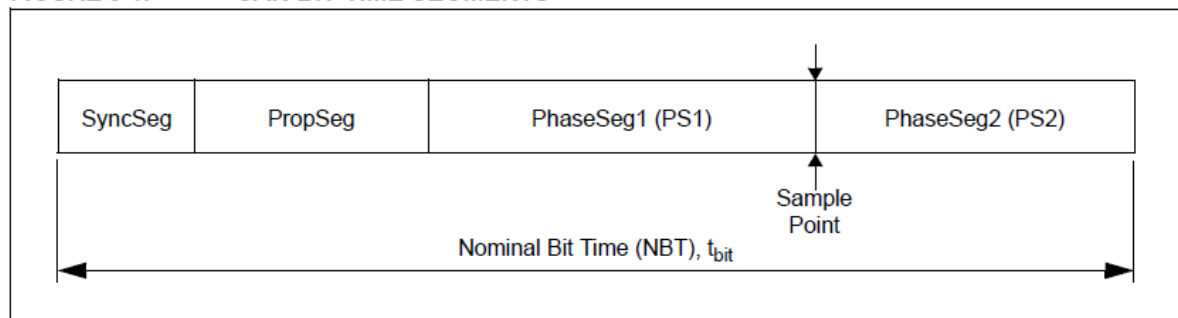 SyncSeg
PropSeg
PhaseSeg1 (PS1)
PhaseSeg2 (PS2)
Sample
Point
Nominal Bit Time (NBT), tbit